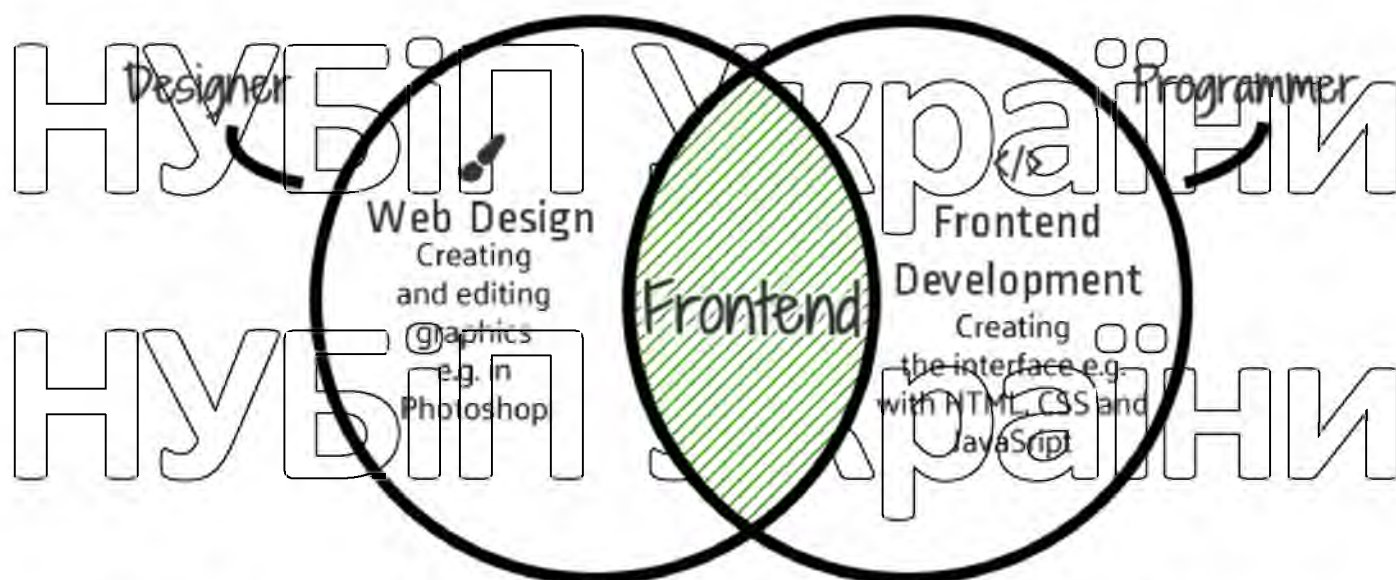 НУБіП України
Designer
Programmer
</>
Web Design
Creating
and editing
graphics
e.g. in
Photoshop
Frontend
Frontend
Development
Creating
the interface e.g.
with HTML, CSS and
JavaSript
НУБіП України